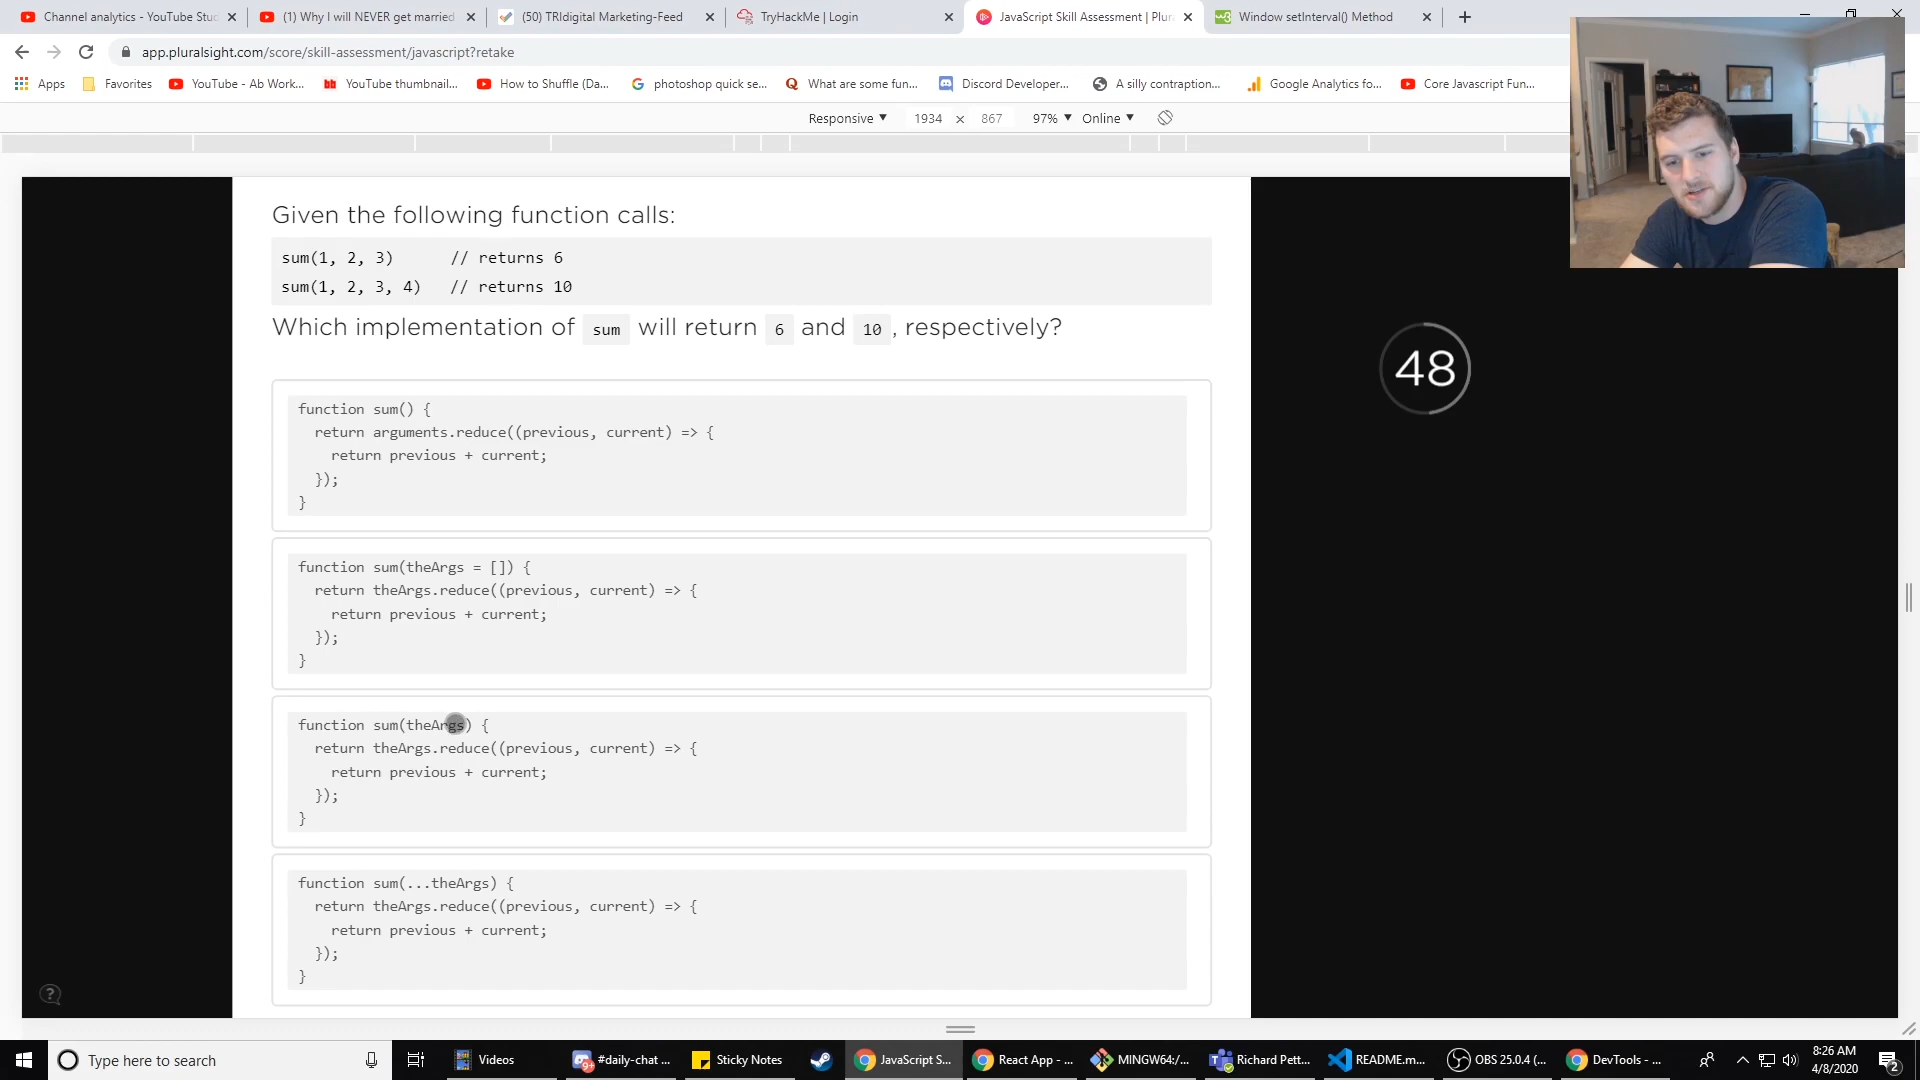 Channel analytics - YouTube Stu
(1) Why I will NEVER get married
(50) TRIdigital Marketing-Feed
TryHackMe | Login
JavaScript Skill Assessment | Plur
Window setInterval() Method
app.pluralsight.com/score/skill-assessment/javascript?retake
Apps
Favorites
YouTube - Ab Work...
YouTube thumbnail...
How to Shuffle (Da...
photoshop quick se...
What are some fun...
Discord Developer...
A silly contraption...
Google Analytics fo...
Core Javascript Fun...
Responsive ▼ 1934 × 867 97% ▼ Online ▼
Given the following function calls:
sum(1, 2, 3) // returns 6
sum(1, 2, 3, 4) // returns 10
Which implementation of sum will return 6 and 10, respectively?
48
function sum() {
return arguments.reduce((previous, current) => {
return previous + current;
});
}
function sum(theArgs = []) {
return theArgs.reduce((previous, current) => {
return previous + current;
});
}
function sum(theArgs) {
return theArgs.reduce((previous, current) => {
return previous + current;
});
}
function sum(...theArgs) {
return theArgs.reduce((previous, current) => {
return previous + current;
});
}
?
Type here to search
Videos
#daily-chat ...
9+
Sticky Notes
JavaScript S...
React App - ...
MINGW64:/...
Richard Pett...
README.m...
OBS 25.0.4 (...
DevTools - ...
8:26 AM
4/8/2020
2